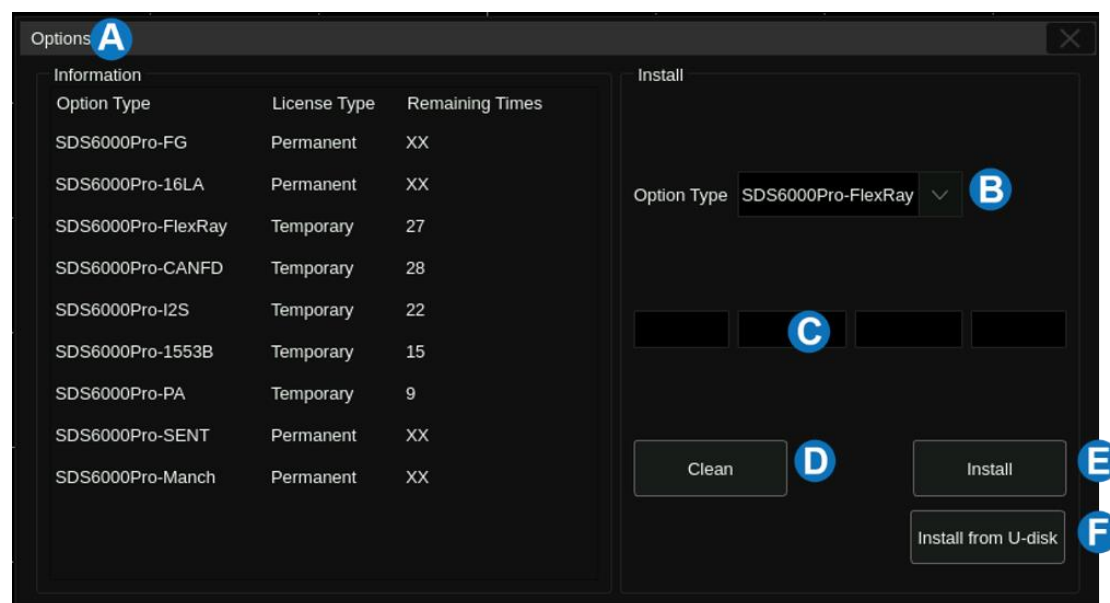 Options A
Information
Option Type License Type Remaining Times
SDS6000Pro-FG Permanent XX
SDS6000Pro-16LA Permanent XX
SDS6000Pro-FlexRay Temporary 27
SDS6000Pro-CANFD Temporary 28
SDS6000Pro-I2S Temporary 22
SDS6000Pro-1553B Temporary 15
SDS6000Pro-PA Temporary 9
SDS6000Pro-SENT Permanent XX
SDS6000Pro-Manch Permanent XX
Install
Option Type SDS6000Pro-FlexRay B
C
Clean D Install E
Install from U-disk F